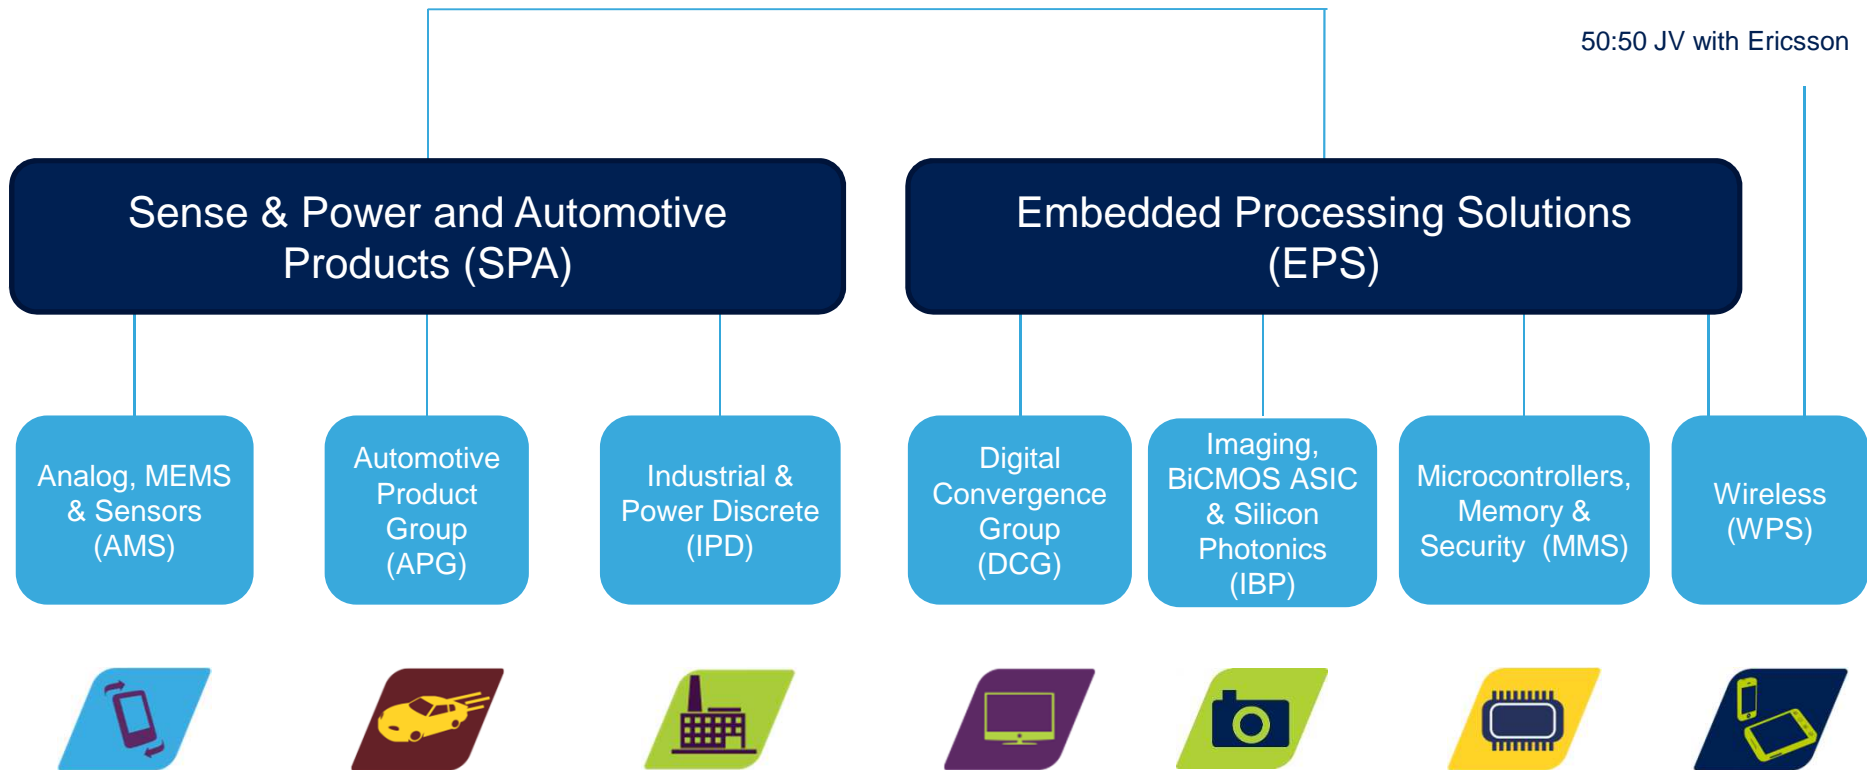 50:50 JV with Ericsson
Sense & Power and Automotive
Products (SPA)
Embedded Processing Solutions
(EPS)
Analog, MEMS
& Sensors
(AMS)
Automotive
Product
Group
(APG)
Industrial &
Power Discrete
(IPD)
Digital
Convergence
Group
(DCG)
Imaging,
BiCMOS ASIC
& Silicon
Photonics
(IBP)
Microcontrollers,
Memory &
Security (MMS)
Wireless
(WPS)